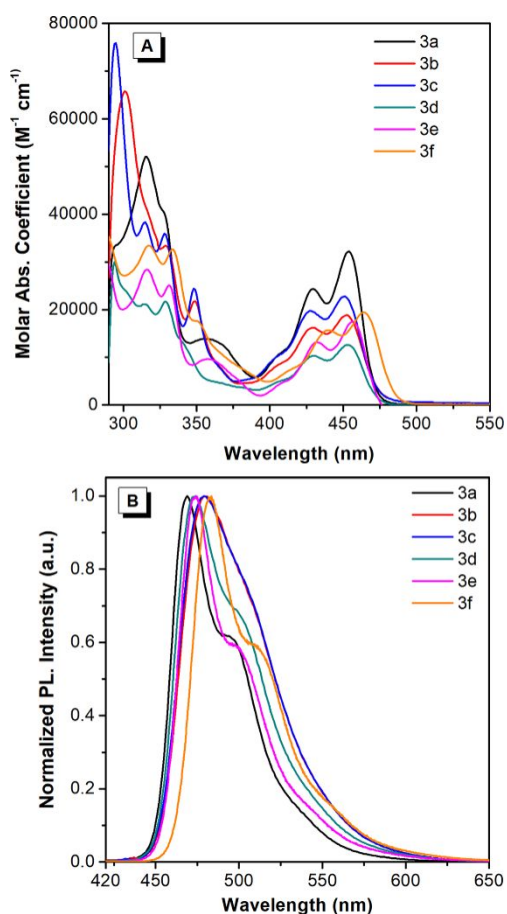 A
3a
3b
3c
3d
3e
3f
Molar Abs. Coefficient (M⁻¹ cm⁻¹)
80000
60000
40000
20000
0
300 350 400 450 500 550
Wavelength (nm)
B
3a
3b
3c
3d
3e
3f
Normalized PL. Intensity (a.u.)
1.0
0.8
0.6
0.4
0.2
0.0
420 450 500 550 600 650
Wavelength (nm)